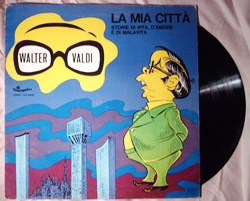 LA MIA CITTÀ
STORIE DI VITA, D'AMORE
E DI MALAVITA
WALTER VALDI